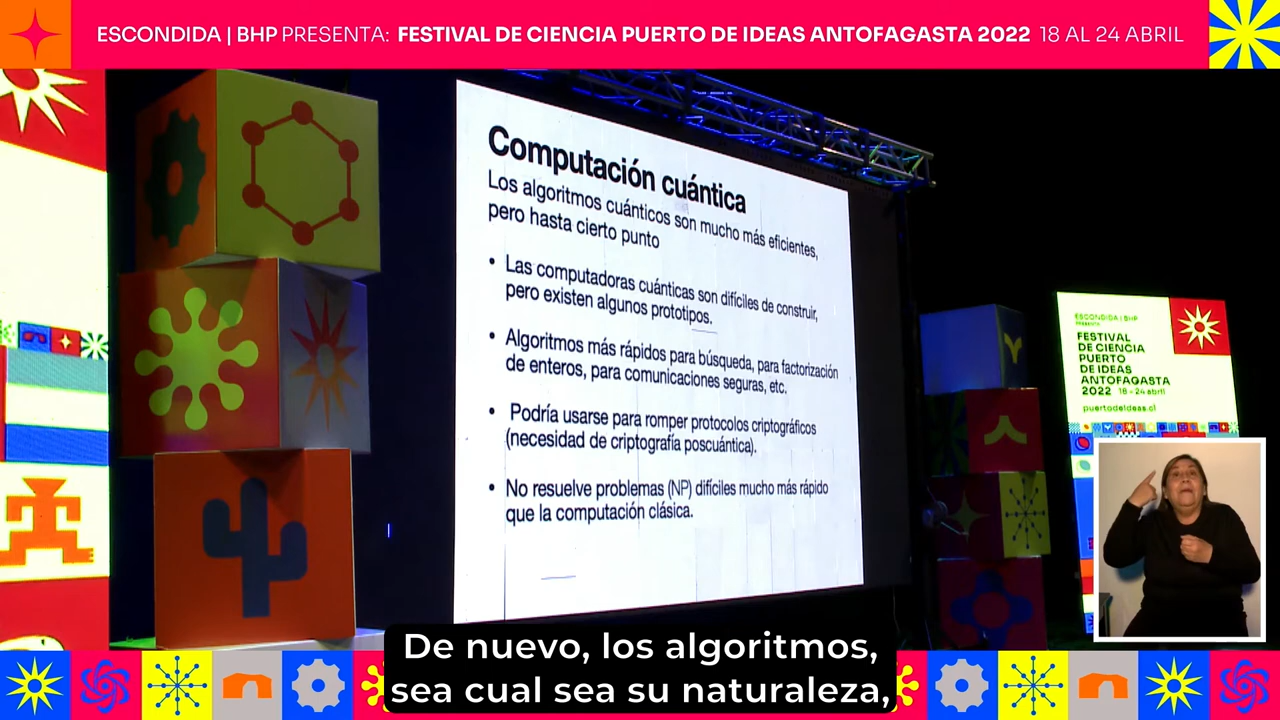 ESCONDIDA | BHP PRESENTA: FESTIVAL DE CIENCIA PUERTO DE IDEAS ANTOFAGASTA 2022 18 AL 24 ABRIL
Computación cuántica
Los algoritmos cuánticos son mucho más eficientes,
pero hasta cierto punto
• Las computadoras cuánticas son difíciles de construir,
pero existen algunos prototipos.
• Algoritmos más rápidos para búsqueda, para factorización
de enteros, para comunicaciones seguras, etc.
• Podría usarse para romper protocolos criptográficos
(necesidad de criptografía poscuántica).
• No resuelve problemas (NP) difíciles mucho más rápido
que la computación clásica.
ESCONDIDA | BHP
PRESENTA:
FESTIVAL
DE CIENCIA
PUERTO
DE IDEAS
ANTOFAGASTA
2022 18 - 24 abril
puertodeideas.cl
De nuevo, los algoritmos,
sea cual sea su naturaleza,